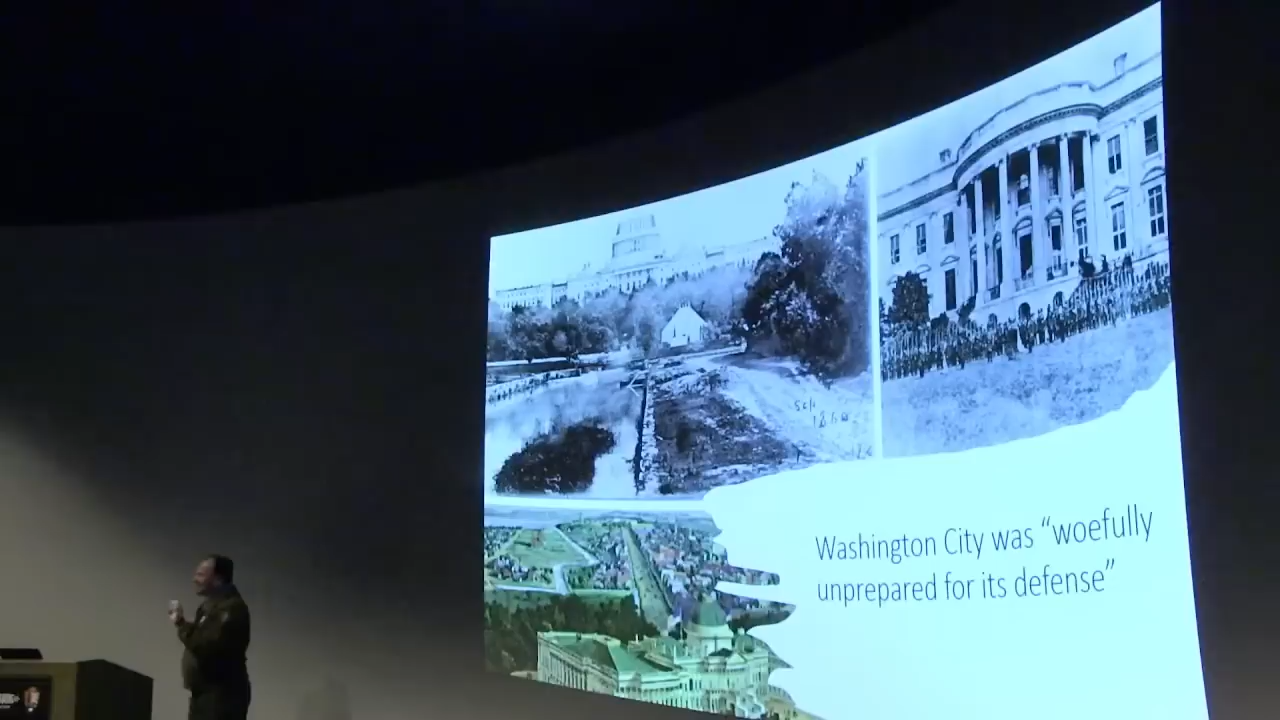 Washington City was “woefully
unprepared for its defense”